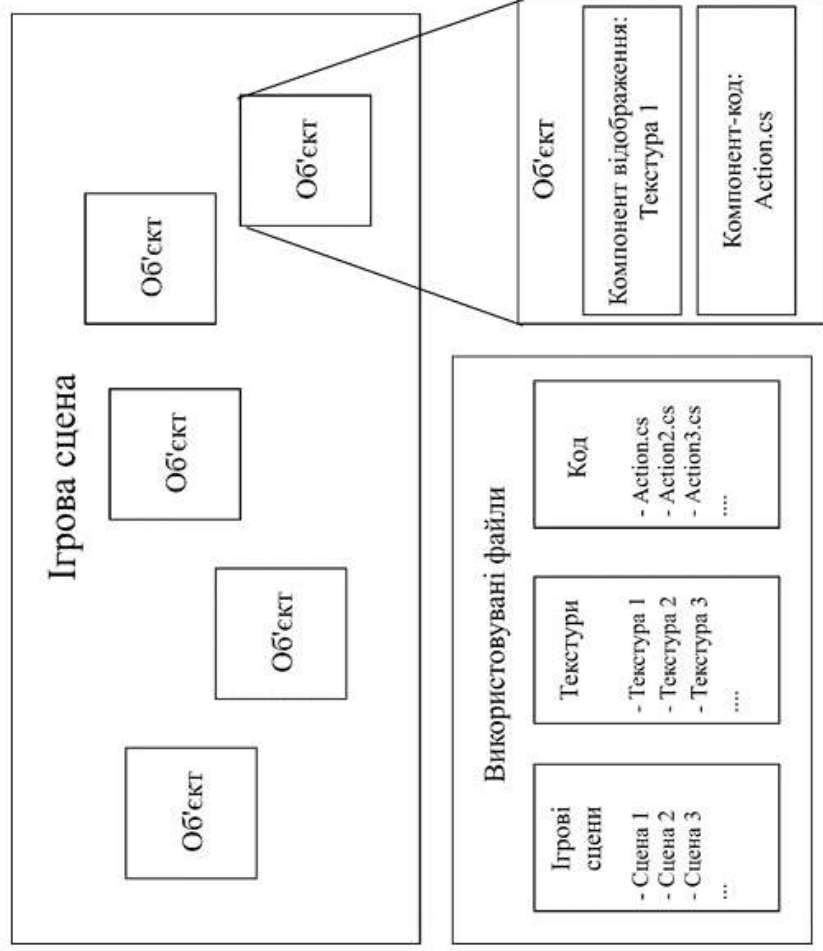 Ігрова сцена
Об'єкт
Об'єкт
Об'єкт
Об'єкт
Об'єкт
Використовувані файли
Ігрові
сцени
- Сцена 1
- Сцена 2
- Сцена 3
...
Текстури
- Текстура 1
- Текстура 2
- Текстура 3
....
Код
- Action.cs
- Action2.cs
- Action3.cs
....
Об'єкт
Компонент відображення:
Текстура 1
Компонент-код:
Action.cs